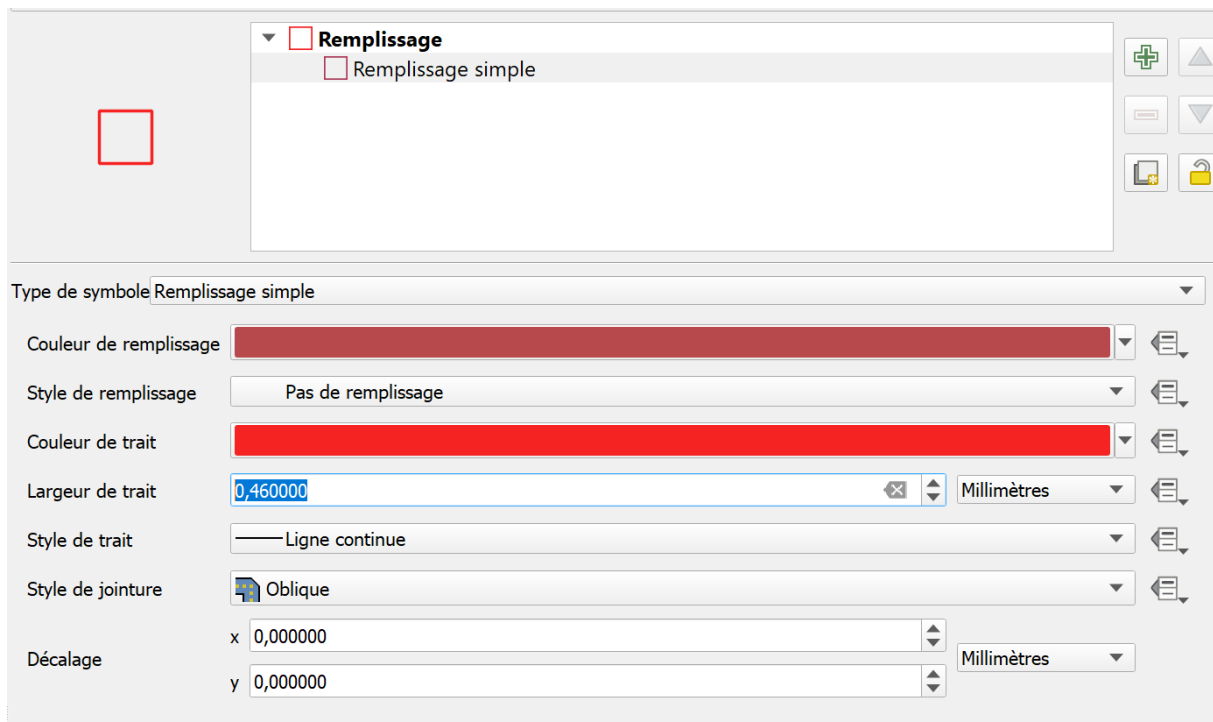 Remplissage
Remplissage simple
Type de symbole Remplissage simple
Couleur de remplissage
Style de remplissage Pas de remplissage
Couleur de trait
Largeur de trait 0,460000 Millimètres
Style de trait Ligne continue
Style de jointure Oblique
Décalage
x 0,000000
Millimètres
y 0,000000